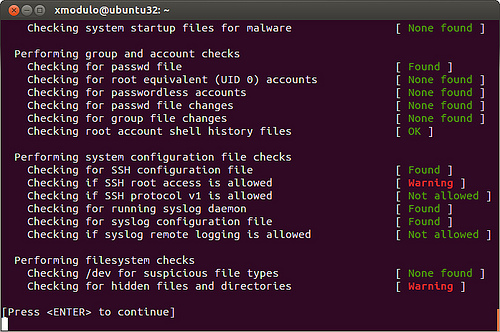 xmodulo@ubuntu32: ~
Checking system startup files for malware [ None found ]
Performing group and account checks
Checking for passwd file [ Found ]
Checking for root equivalent (UID 0) accounts [ None found ]
Checking for passwordless accounts [ None found ]
Checking for passwd file changes [ None found ]
Checking for group file changes [ None found ]
Checking root account shell history files [ OK ]
Performing system configuration file checks
Checking for SSH configuration file [ Found ]
Checking if SSH root access is allowed [ Warning ]
Checking if SSH protocol v1 is allowed [ Not allowed ]
Checking for running syslog daemon [ Found ]
Checking for syslog configuration file [ Found ]
Checking if syslog remote logging is allowed [ Not allowed ]
Performing filesystem checks
Checking /dev for suspicious file types [ None found ]
Checking for hidden files and directories [ Warning ]
[Press <ENTER> to continue]